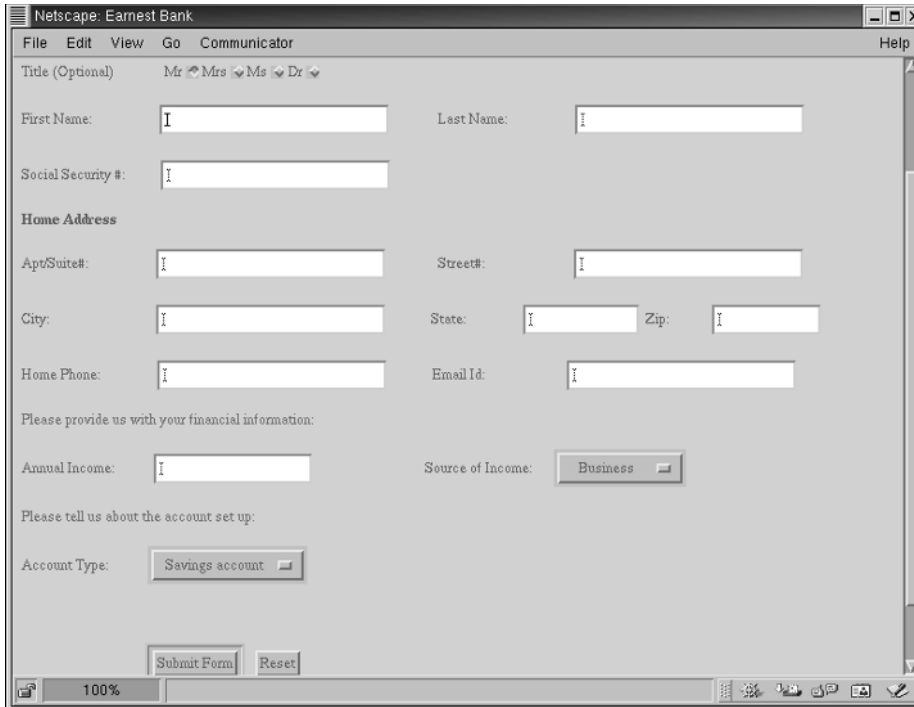 Netscape: Earnest Bank
File Edit View Go Communicator Help
Title (Optional) Mr Mrs Ms Dr
First Name: Last Name:
Social Security #:
Home Address
Apt/Suite#: Street#:
City: State: Zip:
Home Phone: Email Id:
Please provide us with your financial information:
Annual Income: Source of Income: Business
Please tell us about the account set up:
Account Type: Savings account
Submit Form Reset
100%